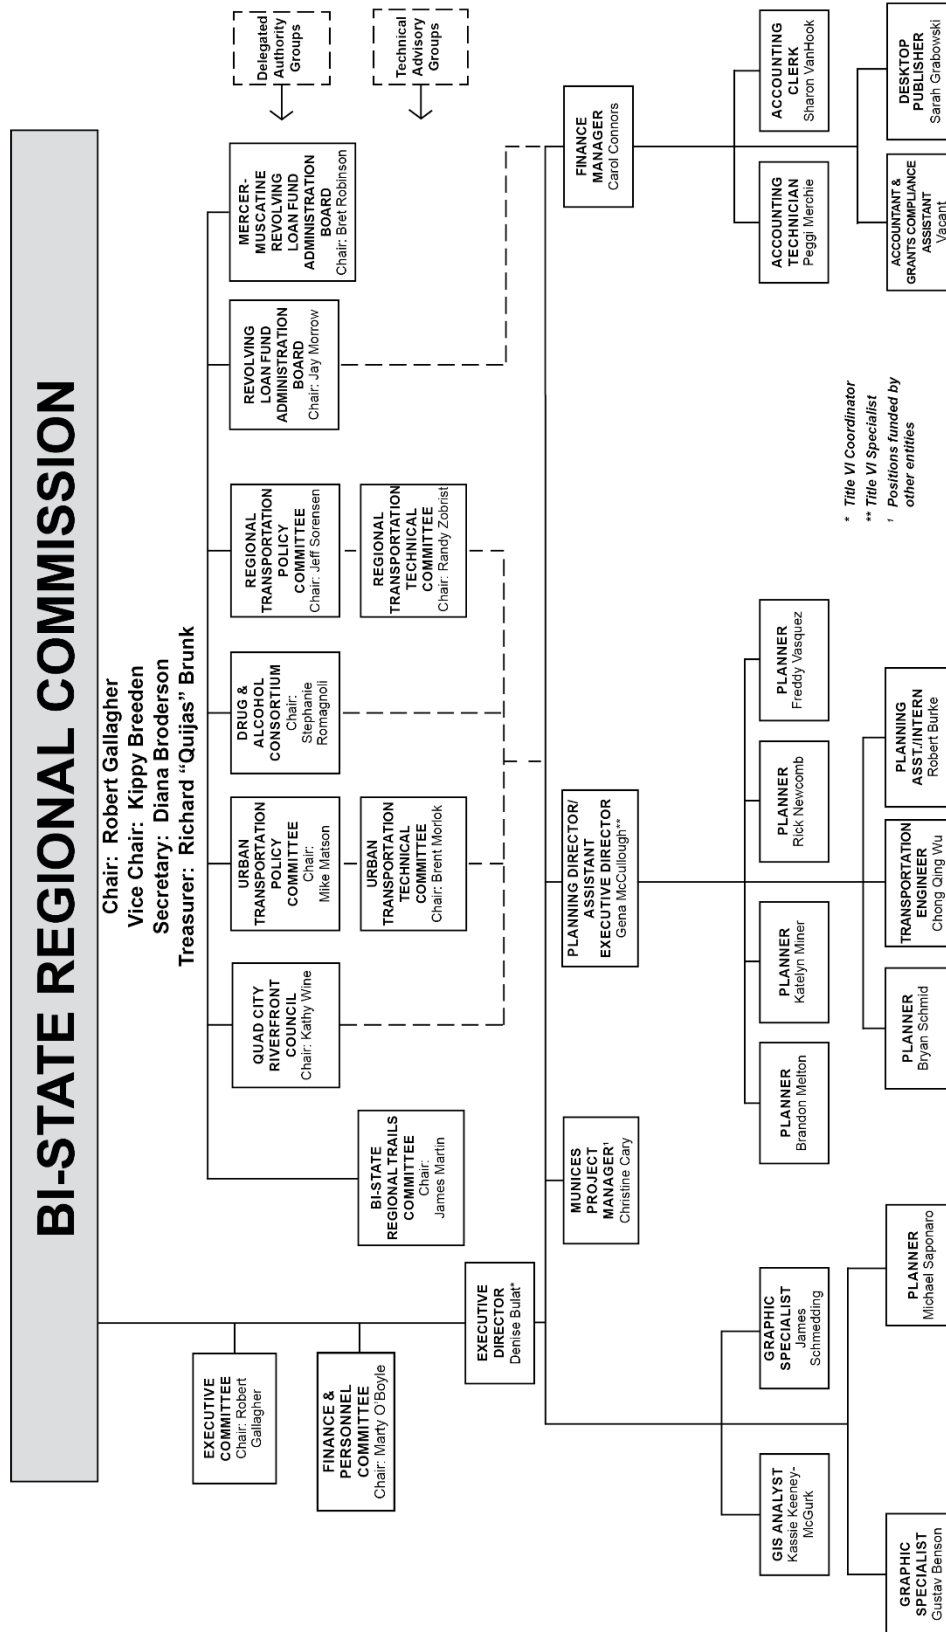 BI-STATE REGIONAL COMMISSION
Chair: Robert Gallagher
Vice Chair: Kippy Breeden
Secretary: Diana Broderson
Treasurer: Richard “Quijas” Brunk
Delegated
Authority
Groups
Technical
Advisory
Groups
EXECUTIVE
COMMITTEE
Chair: Robert
Gallagher
FINANCE &
PERSONNEL
COMMITTEE
Chair: Marty O'Boyle
BI-STATE
REGIONAL TRAILS
COMMITTEE
Chair:
James Martin
QUAD CITY
RIVERFRONT
COUNCIL
Chair: Kathy Wine
URBAN
TRANSPORTATION
POLICY
COMMITTEE
Chair:
Mike Matson
URBAN
TRANSPORTATION
TECHNICAL
COMMITTEE
Chair: Brent Morlok
DRUG &
ALCOHOL
CONSORTIUM
Chair:
Stephanie
Romagnoli
REGIONAL
TRANSPORTATION
POLICY
COMMITTEE
Chair: Jeff Sorensen
REGIONAL
TRANSPORTATION
TECHNICAL
COMMITTEE
Chair: Randy Zobrist
REVOLVING
LOAN FUND
ADMINISTRATION
BOARD
Chair: Jay Morrow
MERCER-
MUSCATINE
REVOLVING
LOAN FUND
ADMINISTRATION
BOARD
Chair: Bret Robinson
EXECUTIVE
DIRECTOR
Denise Bulat*
MUNICES
PROJECT
MANAGER¹
Christine Cary
PLANNING DIRECTOR/
ASSISTANT
EXECUTIVE DIRECTOR
Gena McCullough**
FINANCE
MANAGER
Carol Connors
GIS ANALYST
Kassie Keeney-
McGurk
GRAPHIC
SPECIALIST
James
Schmedding
GRAPHIC
SPECIALIST
Gustav Benson
PLANNER
Michael Saponaro
PLANNER
Brandon Melton
PLANNER
Katelyn Miner
PLANNER
Rick Newcomb
PLANNER
Freddy Vasquez
PLANNER
Bryan Schmid
TRANSPORTATION
ENGINEER
Chong Qing Wu
PLANNING
ASST./INTERN
Robert Burke
ACCOUNTING
TECHNICIAN
Peggi Merchie
ACCOUNTING
CLERK
Sharon VanHook
ACCOUNTANT &
GRANTS COMPLIANCE
ASSISTANT
Vacant
DESKTOP
PUBLISHER
Sarah Grabowski
* Title VI Coordinator
** Title VI Specialist
¹ Positions funded by
other entities